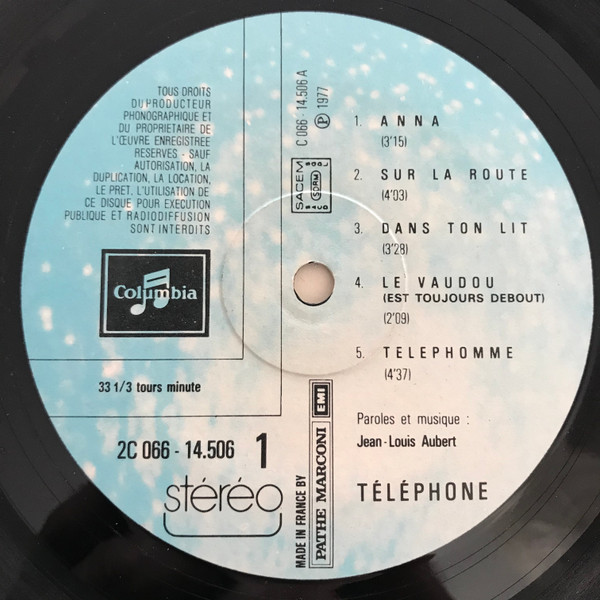 TOUS DROITS
DU PRODUCTEUR
PHONOGRAPHIQUE ET
DU PROPRIETAIRE DE
L'ŒUVRE ENREGISTREE
RESERVES - SAUF
AUTORISATION, LA
DUPLICATION, LA LOCATION,
LE PRET, L'UTILISATION DE
CE DISQUE POUR EXECUTION
PUBLIQUE ET RADIODIFFUSION
SONT INTERDITS
Columbia
33 1/3 tours minute
2C 066 - 14.506 1
stéréo
C 066 - 14.506 A
Ⓟ 1977
SACEM
SDRM
MADE IN FRANCE BY
PATHE MARCONI EMI
1. ANNA
(3'15)
2. SUR LA ROUTE
(4'03)
3. DANS TON LIT
(3'28)
4. LE VAUDOU
(EST TOUJOURS DEBOUT)
(2'09)
5. TELEPHOMME
(4'37)
Paroles et musique :
Jean-Louis Aubert
TÉLÉPHONE